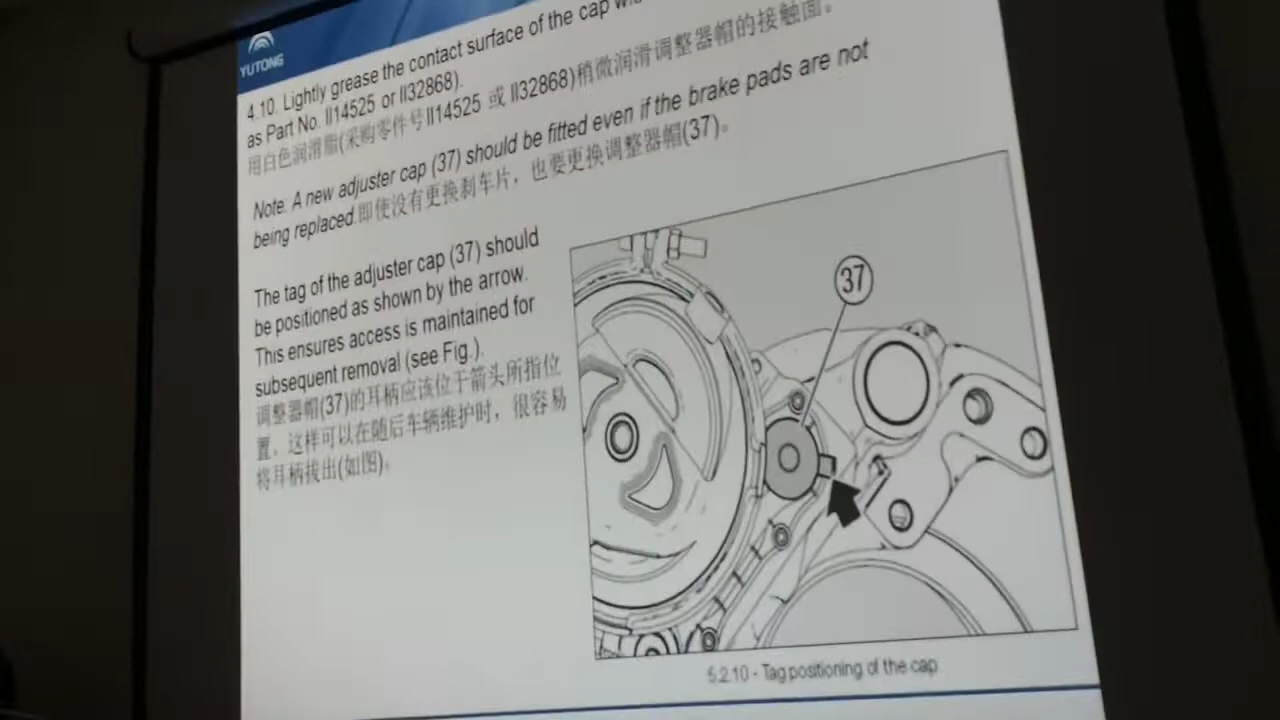 YUTONG
4.10. Lightly grease the contact surface of the cap
as Part No. II14525 or II32868).
用白色润滑脂(采购零件号II14525 或 II32868)稍微润滑调整器帽的接触面。
Note: A new adjuster cap (37) should be fitted even if the brake pads are not
being replaced.即使没有更换刹车片，也要更换调整器帽(37)。
The tag of the adjuster cap (37) should
be positioned as shown by the arrow.
This ensures access is maintained for
subsequent removal (see Fig.).
调整器帽(37)的耳柄应该位于箭头所指位
置。这样可以在随后车辆维护时，很容易
将耳柄拔出(如图)。
37
5.2.10 - Tag positioning of the cap